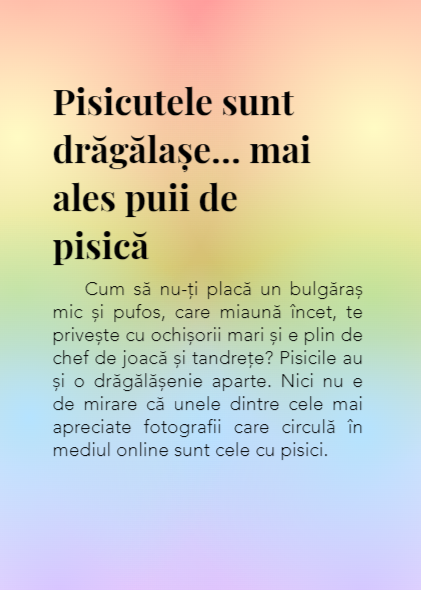 Pisicutele sunt
drăgălașe... mai
ales puii de
pisică
Cum să nu-ți placă un bulgăraș
mic și pufos, care miaună încet, te
privește cu ochișorii mari și e plin de
chef de joacă și tandrețe? Pisicile au
și o drăgălășenie aparte. Nici nu e
de mirare că unele dintre cele mai
apreciate fotografii care circulă în
mediul online sunt cele cu pisici.